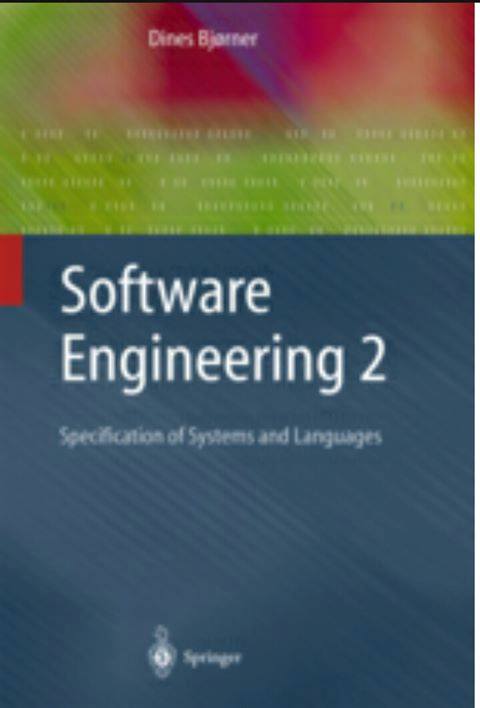 Dines Bjørner
Software
Engineering 2
Specification of Systems and Languages
Springer